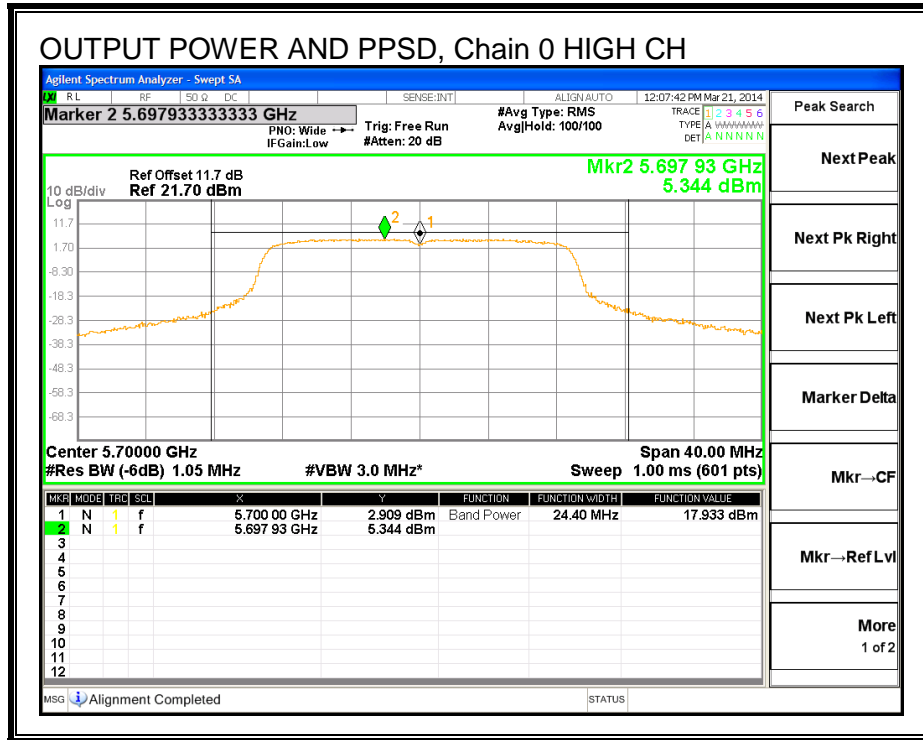 OUTPUT POWER AND PPSD, Chain 0 HIGH CH
Agilent Spectrum Analyzer - Swept SA
LXI RL RF 50 Ω DC SENSE:INT ALIGN AUTO 12:07:42 PM Mar 21, 2014
Marker 2 5.697933333333 GHz #Avg Type: RMS TRACE 1 2 3 4 5 6
PNO: Wide Trig: Free Run Avg|Hold: 100/100 TYPE A WWWWW
IFGain:Low #Atten: 20 dB DET A N N N N N
Peak Search
Mkr2 5.697 93 GHz
5.344 dBm
Ref Offset 11.7 dB
10 dB/div Ref 21.70 dBm
Log
11.7
1.70
-8.30
-18.3
-28.3
-38.3
-48.3
-58.3
-68.3
2
1
Center 5.70000 GHz Span 40.00 MHz
#Res BW (-6dB) 1.05 MHz #VBW 3.0 MHz* Sweep 1.00 ms (601 pts)
MKR MODE TRC SCL X Y FUNCTION FUNCTION WIDTH FUNCTION VALUE
1 N 1 f 5.700 00 GHz 2.909 dBm Band Power 24.40 MHz 17.933 dBm
2 N 1 f 5.697 93 GHz 5.344 dBm
3
4
5
6
7
8
9
10
11
12
Next Peak
Next Pk Right
Next Pk Left
Marker Delta
Mkr→CF
Mkr→Ref Lvl
More
1 of 2
MSG Alignment Completed STATUS